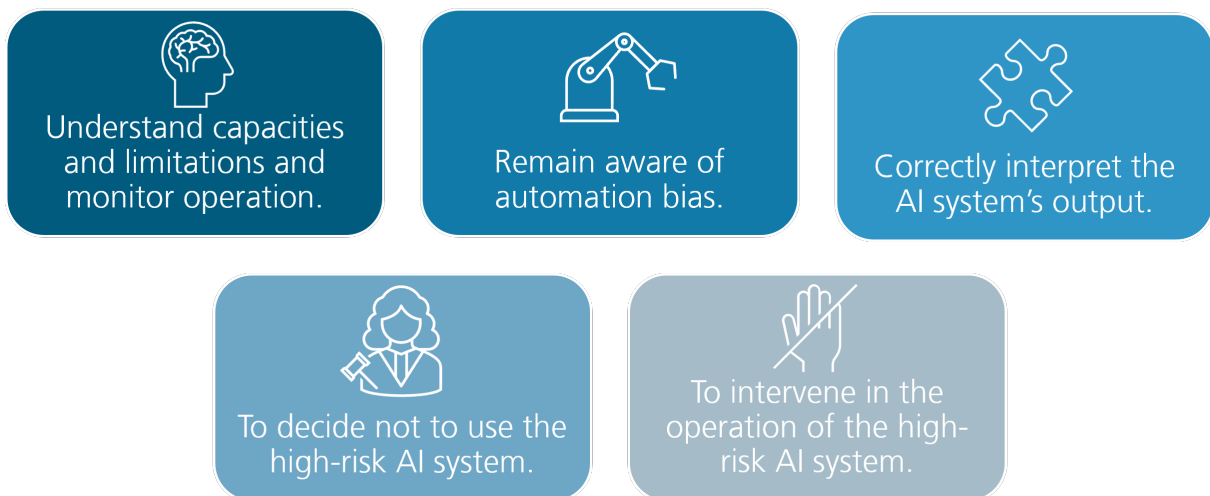 Understand capacities
and limitations and
monitor operation.
Remain aware of
automation bias.
Correctly interpret the
AI system’s output.
To decide not to use the
high-risk AI system.
To intervene in the
operation of the high-
risk AI system.